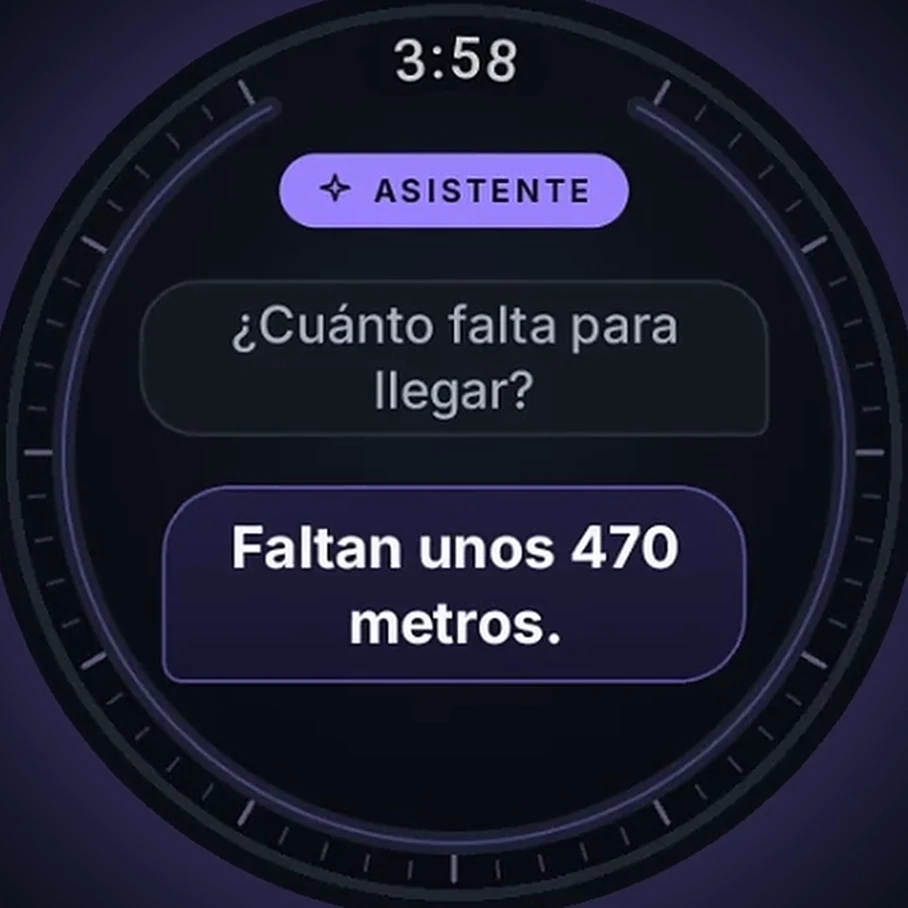 3:58
ASISTENTE
¿Cuánto falta para
llegar?
Faltan unos 470
metros.